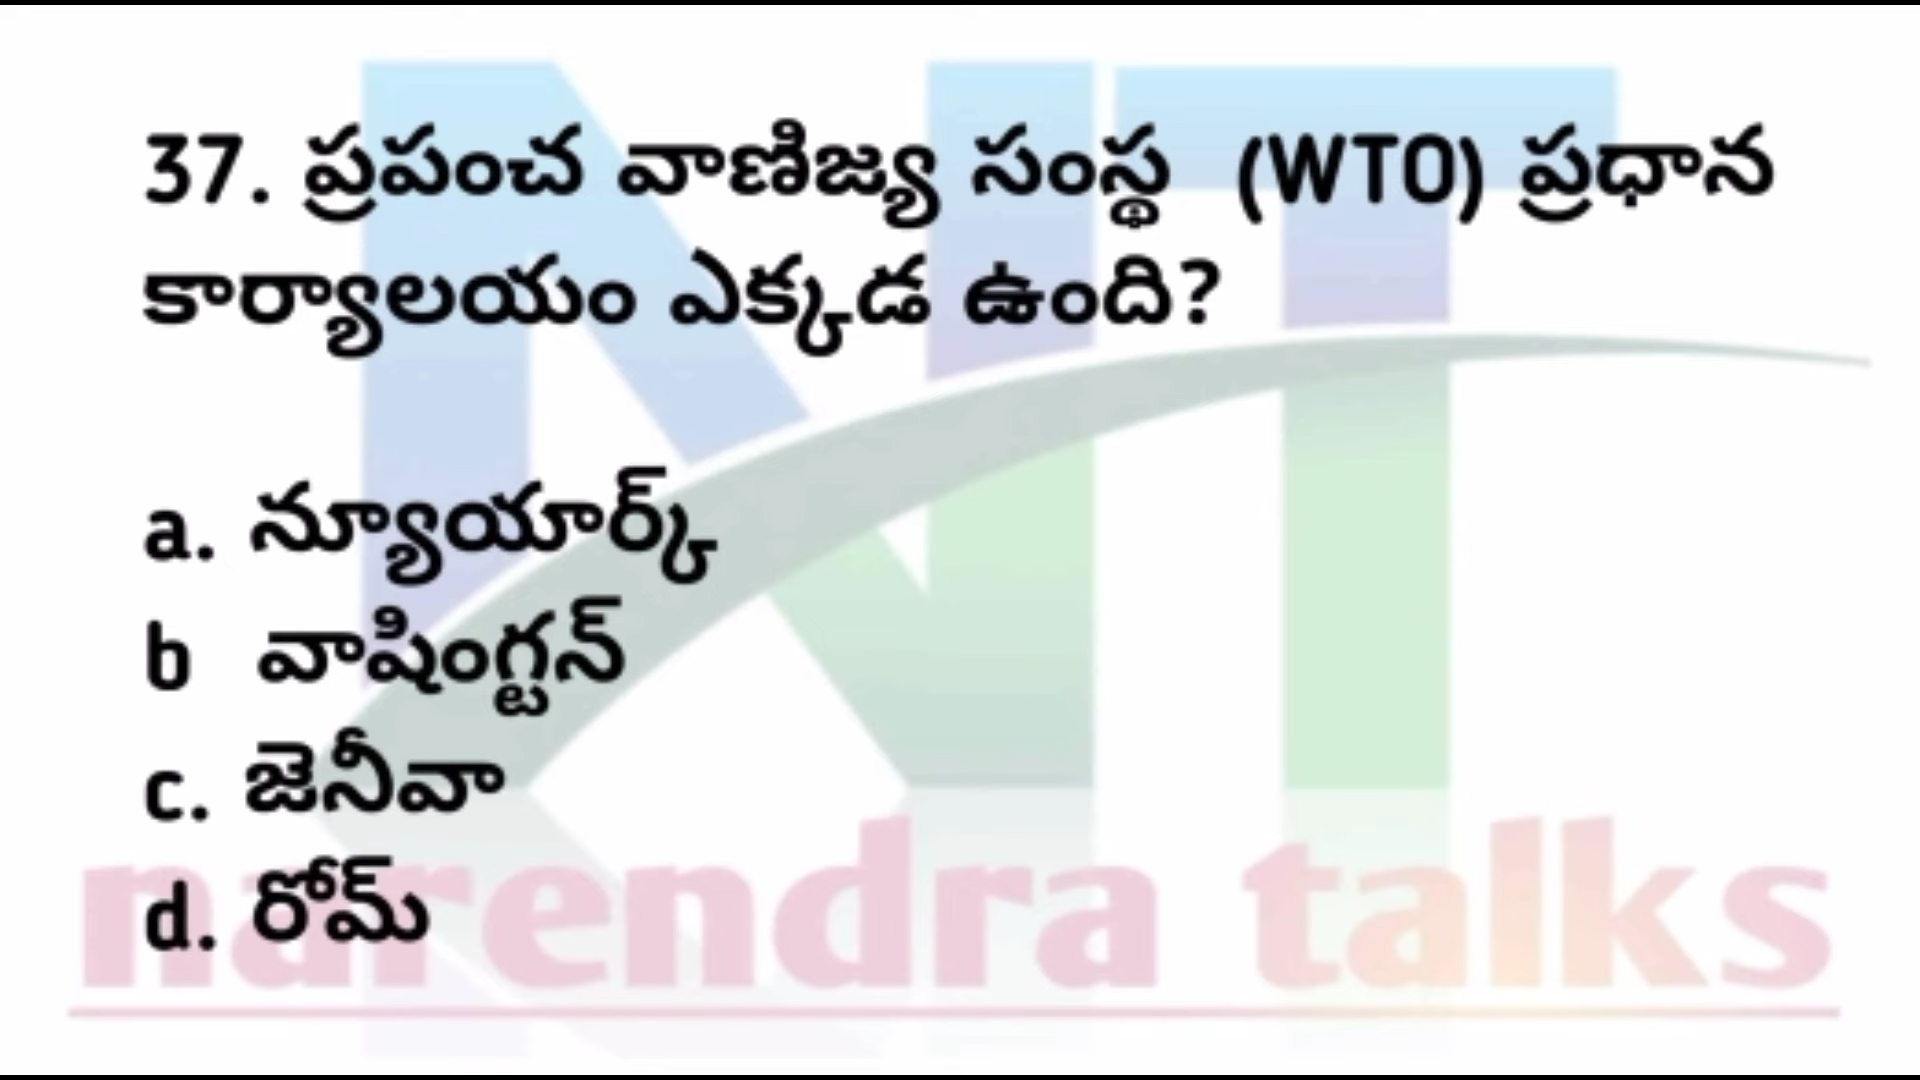 37. ప్రపంచ వాణిజ్య సంస్థ (WTO) ప్రధాన
కార్యాలయం ఎక్కడ ఉంది?
a. న్యూయార్క్
b వాషింగ్టన్
c. జెనీవా
d. రోమ్
narendra talks